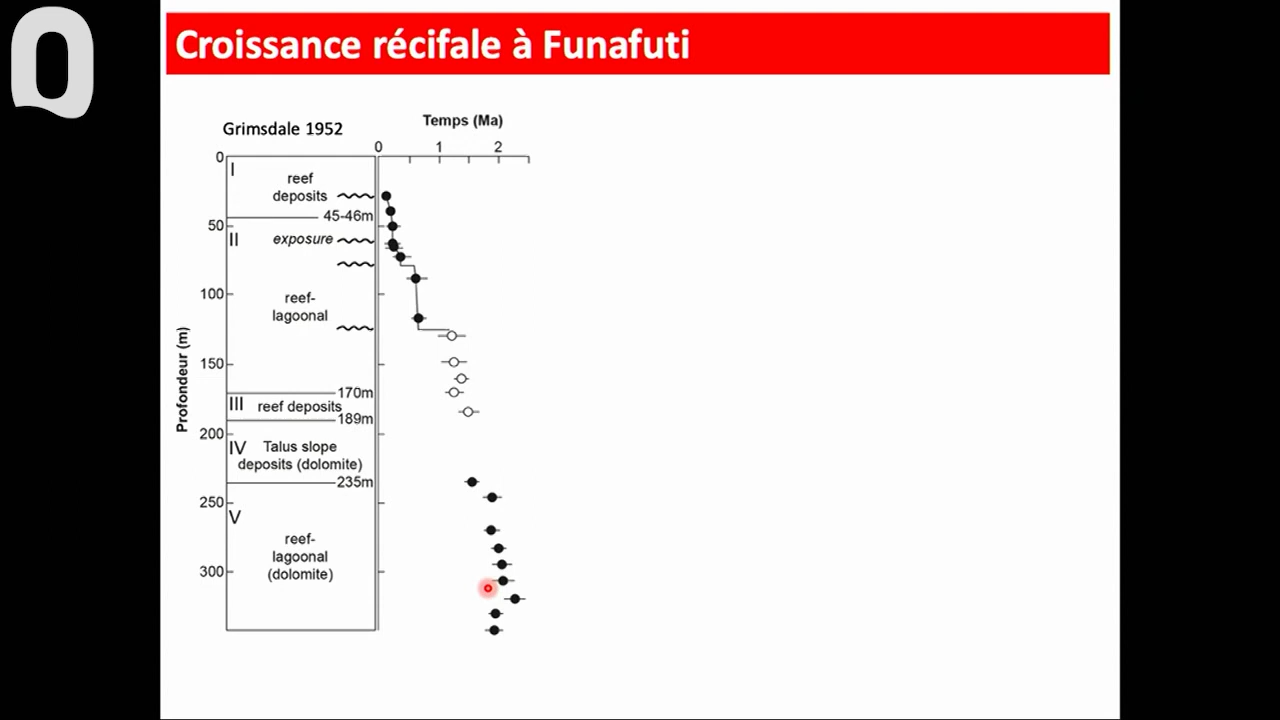 Q
Croissance récifale à Funafuti
Grimsdale 1952
Temps (Ma)
0 1 2
0
I
reef
deposits
45-46m
50
II
exposure
100
reef-
lagoonal
Profondeur (m)
150
170m
III
reef deposits
189m
200
IV
Talus slope
deposits (dolomite)
235m
250
V
reef-
lagoonal
(dolomite)
300